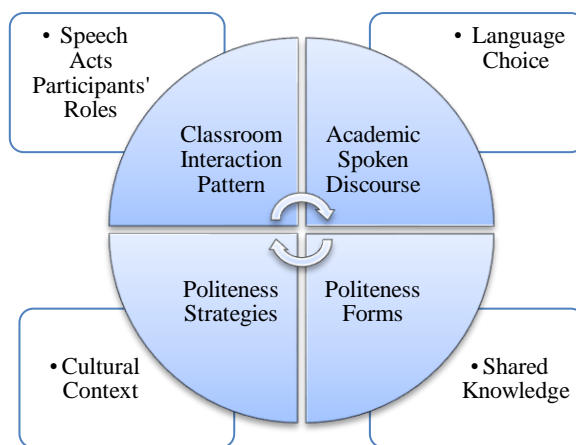 • Speech
Acts
Participants'
Roles
• Language
Choice
Classroom
Interaction
Pattern
Academic
Spoken
Discourse
Politeness
Strategies
Politeness
Forms
• Cultural
Context
• Shared
Knowledge